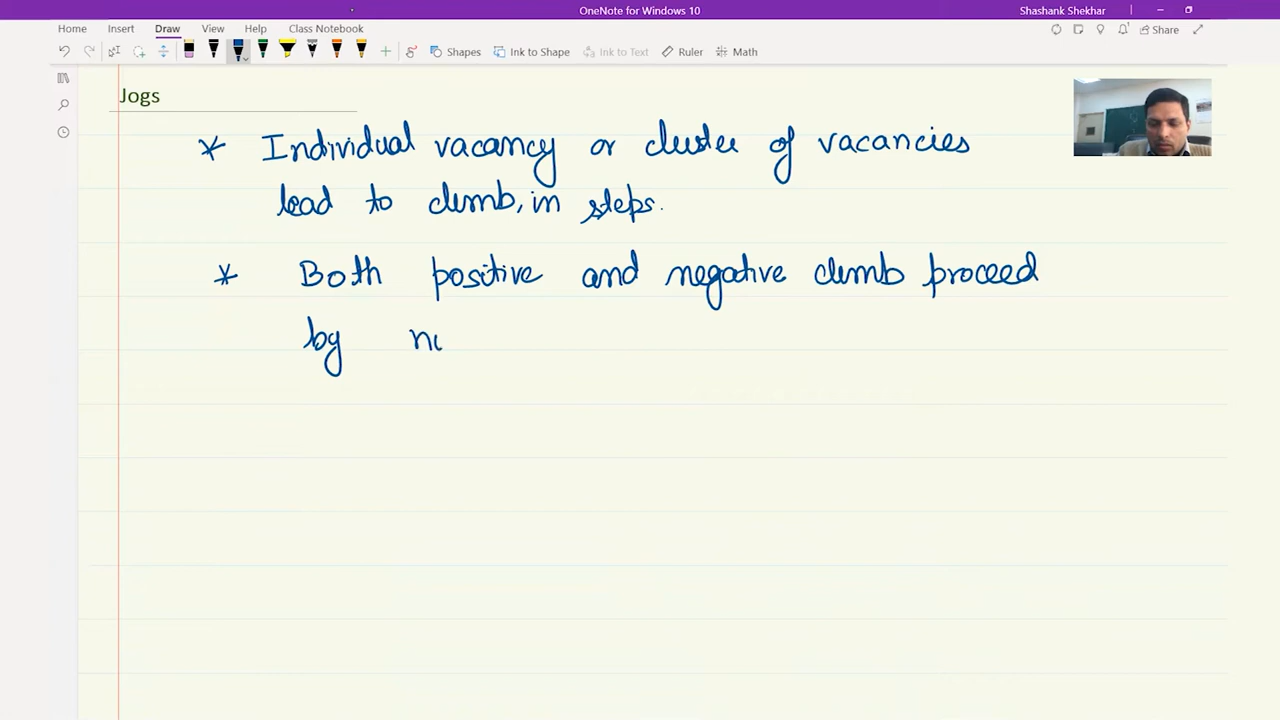 OneNote for Windows 10
Shashank Shekhar
Home Insert Draw View Help Class Notebook
Share
Shapes Ink to Shape Ink to Text Ruler Math
Jogs
* Individual vacancy or cluster of vacancies
lead to climb, in steps.
* Both positive and negative climb proceed
by nu